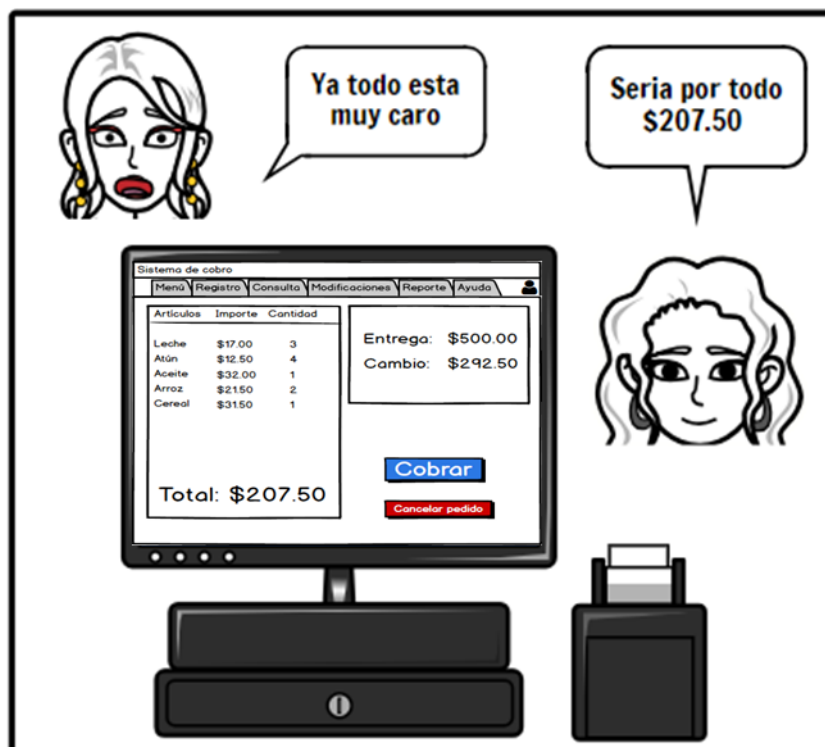 Ya todo esta
muy caro
Seria por todo
$207.50
Sistema de cobro
Menú Registro Consulta Modificaciones Reporte Ayuda
Artículos Importe Cantidad
Leche $17.00 3
Atún $12.50 4
Aceite $32.00 1
Arroz $21.50 2
Cereal $31.50 1
Total: $207.50
Entrega: $500.00
Cambio: $292.50
Cobrar
Cancelar pedido